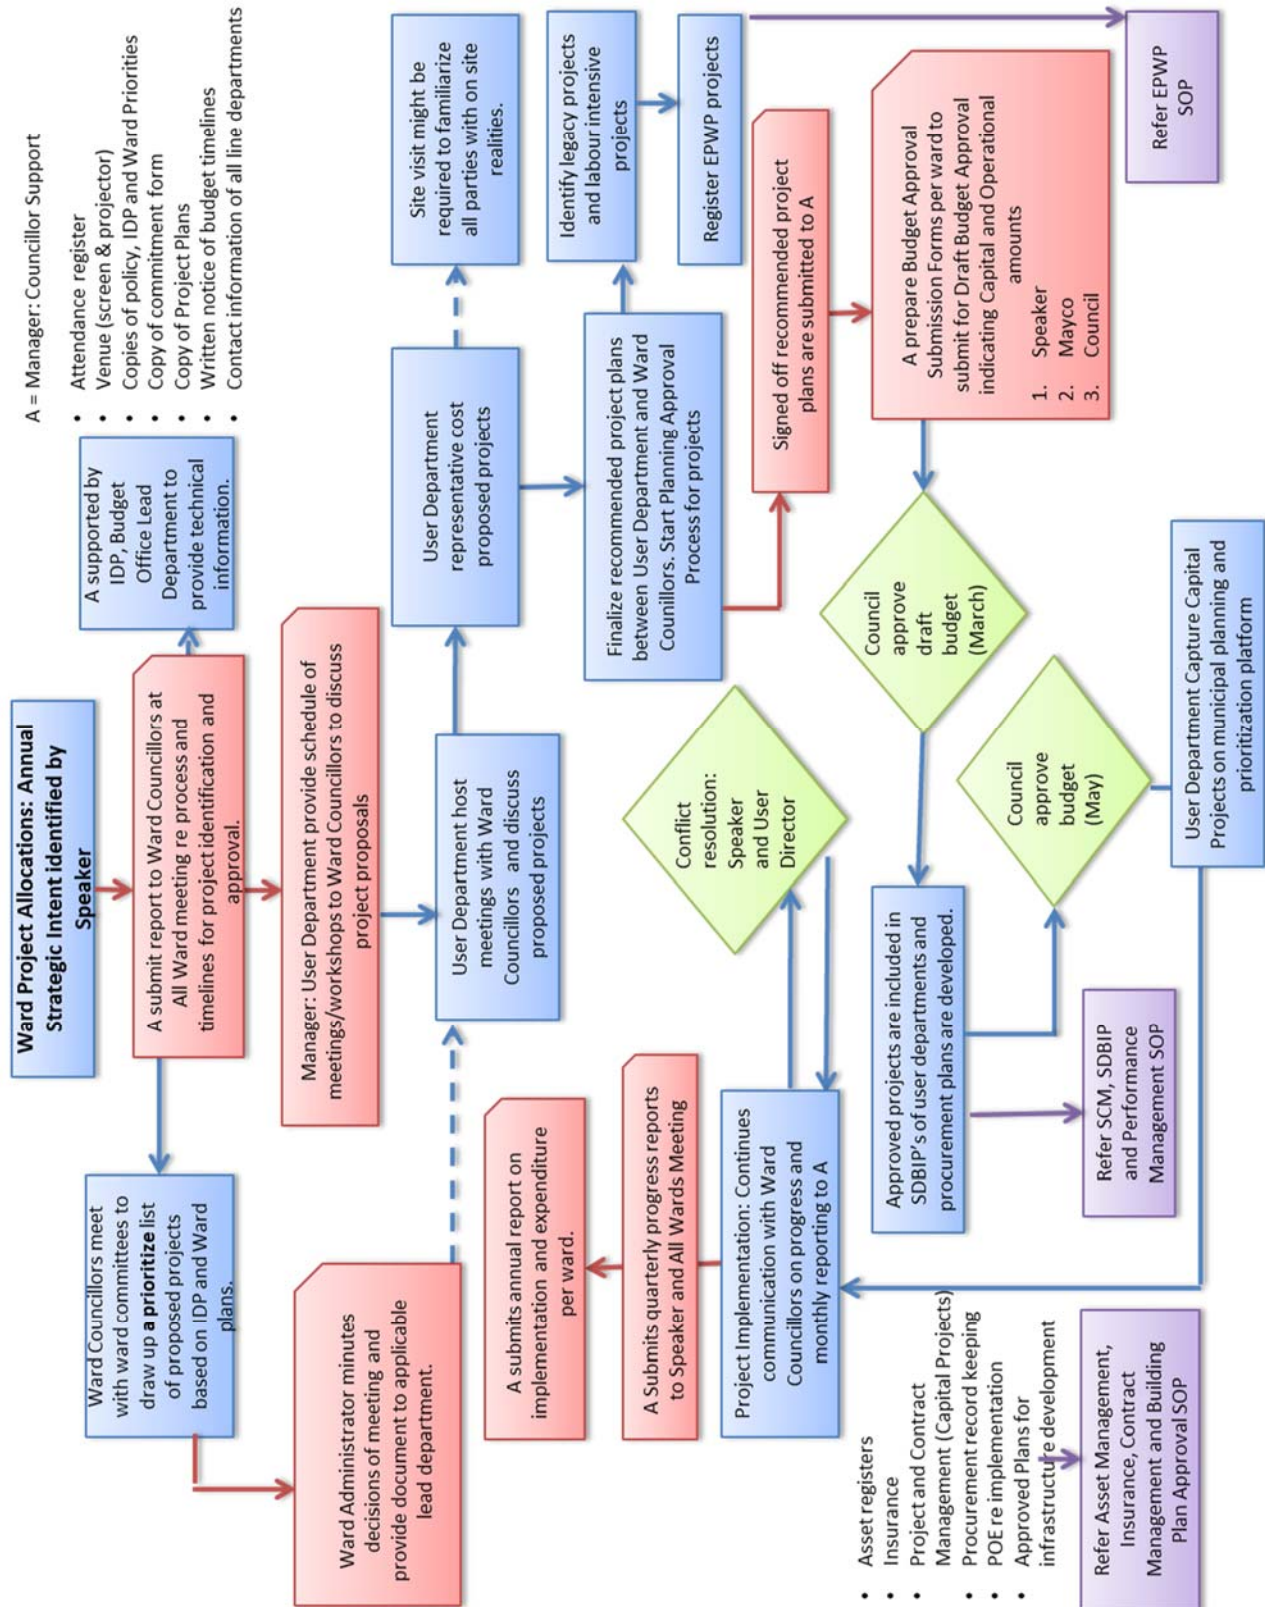 Ward Project Allocations: Annual
Strategic Intent identified by
Speaker
A = Manager: Councillor Support
• Attendance register
• Venue (screen & projector)
• Copies of policy, IDP and Ward Priorities
• Copy of commitment form
• Copy of Project Plans
• Written notice of budget timelines
• Contact information of all line departments
A submit report to Ward Councillors at
All Ward meeting re process and
timelines for project identification and
approval.
A supported by
IDP, Budget
Office Lead
Department to
provide technical
information.
Ward Councillors meet
with ward committees to
draw up a prioritize list
of proposed projects
based on IDP and Ward
plans.
Manager: User Department provide schedule of
meetings/workshops to Ward Councillors to discuss
project proposals
Ward Administrator minutes
decisions of meeting and
provide document to applicable
lead department.
User Department host
meetings with Ward
Councillors and discuss
proposed projects
User Department
representative cost
proposed projects
Site visit might be
required to familiarize
all parties with on site
realities.
Finalize recommended project plans
between User Department and Ward
Counillors. Start Planning Approval
Process for projects
Identify legacy projects
and labour intensive
projects
Register EPWP projects
Refer EPWP
SOP
Signed off recommended project
plans are submitted to A
A prepare Budget Approval
Submission Forms per ward to
submit for Draft Budget Approval
indicating Capital and Operational
amounts
1. Speaker
2. Mayco
3. Council
Council
approve
draft
budget
(March)
Approved projects are included in
SDBIP's of user departments and
procurement plans are developed.
Refer SCM, SDBIP
and Performance
Management SOP
Council
approve
budget
(May)
User Department Capture Capital
Projects on municipal planning and
prioritization platform
Project Implementation: Continues
communication with Ward
Councillors on progress and
monthly reporting to A
Conflict
resolution:
Speaker
and User
Director
A Submits quarterly progress reports
to Speaker and All Wards Meeting
A submits annual report on
implementation and expenditure
per ward.
• Asset registers
• Insurance
• Project and Contract
Management (Capital Projects)
• Procurement record keeping
• POE re implementation
• Approved Plans for
infrastructure development
Refer Asset Management,
Insurance, Contract
Management and Building
Plan Approval SOP